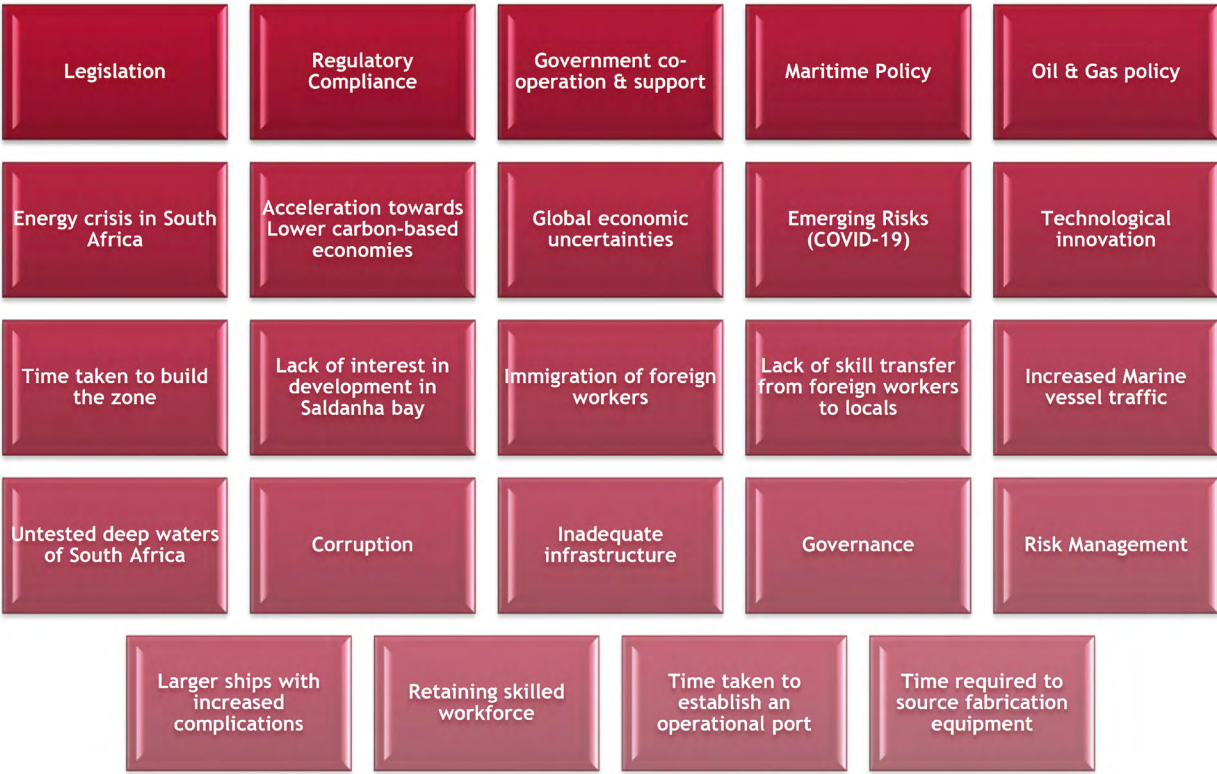 Legislation
Regulatory
Compliance
Government co-
operation & support
Maritime Policy
Oil & Gas policy
Energy crisis in South
Africa
Acceleration towards
Lower carbon-based
economies
Global economic
uncertainties
Emerging Risks
(COVID-19)
Technological
innovation
Time taken to build
the zone
Lack of interest in
development in
Saldanha bay
Immigration of foreign
workers
Lack of skill transfer
from foreign workers
to locals
Increased Marine
vessel traffic
Untested deep waters
of South Africa
Corruption
Inadequate
infrastructure
Governance
Risk Management
Larger ships with
increased
complications
Retaining skilled
workforce
Time taken to
establish an
operational port
Time required to
source fabrication
equipment